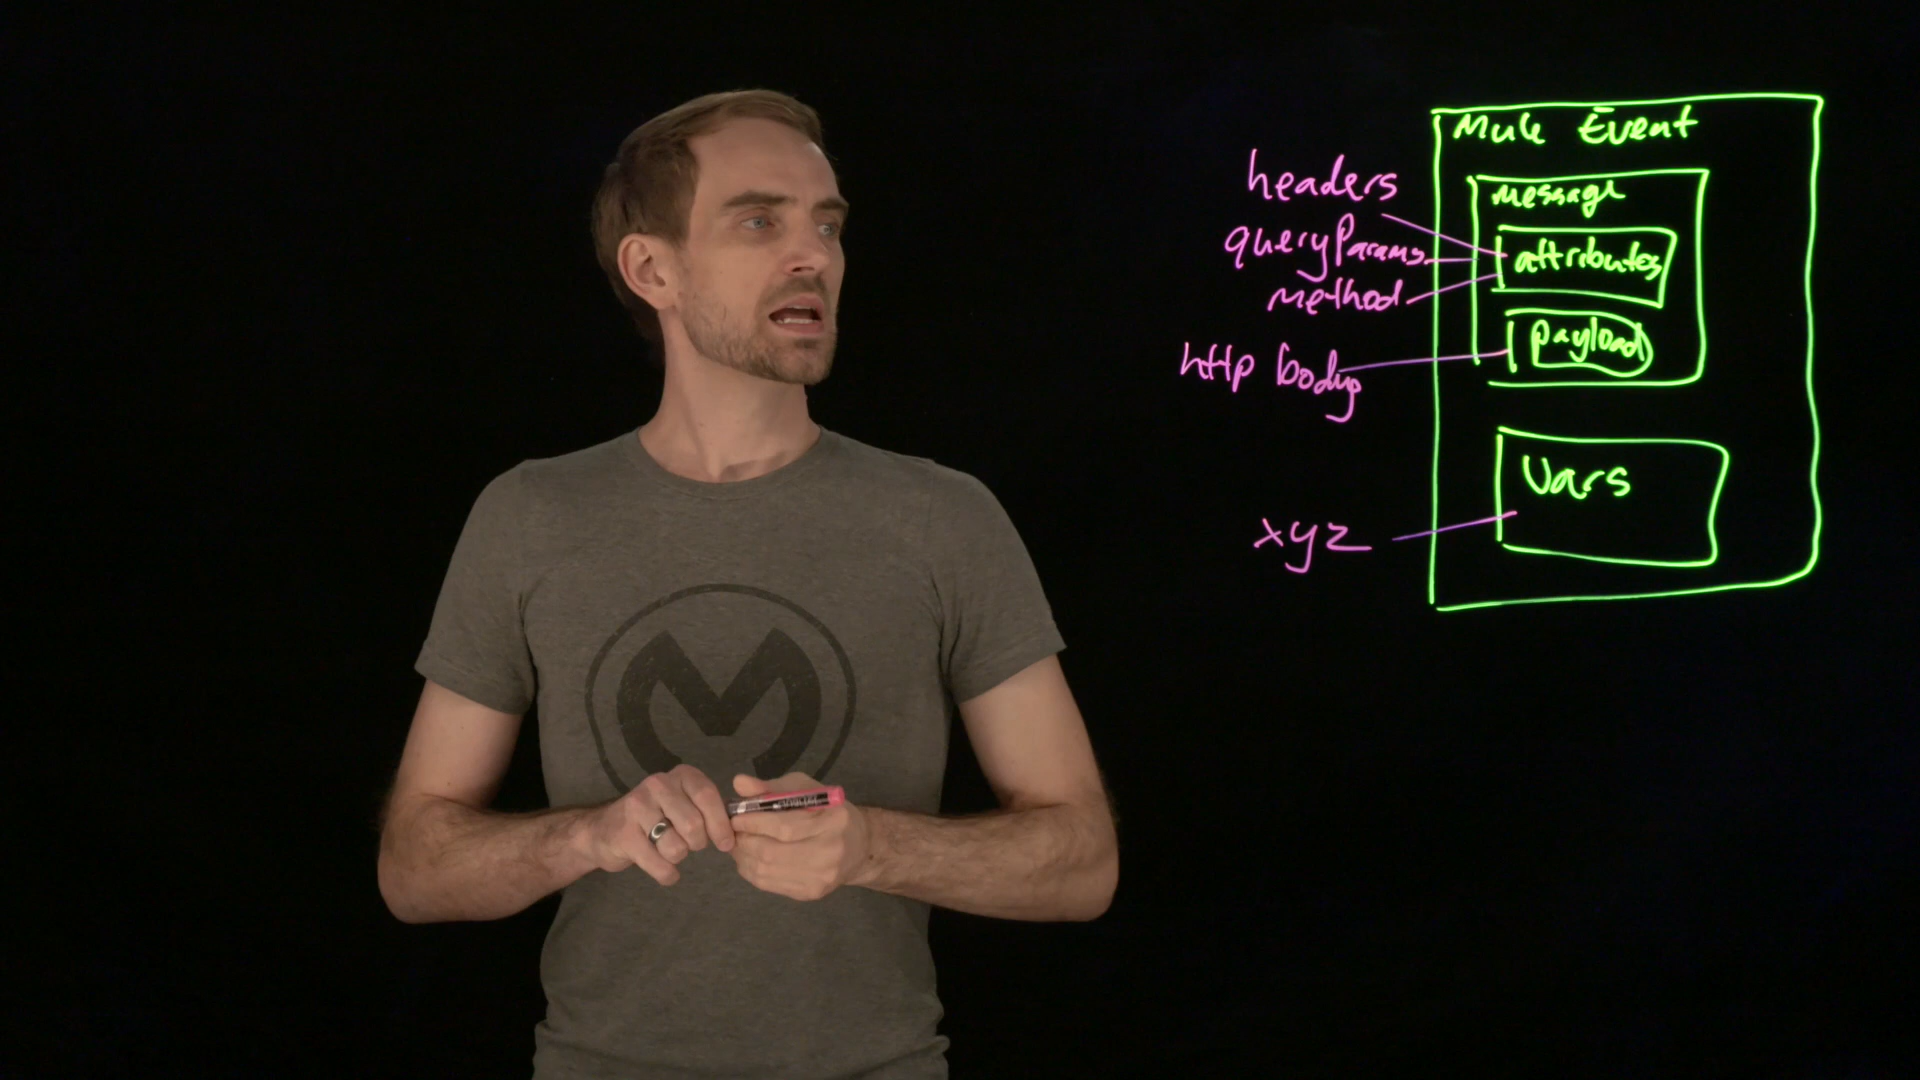 Mule Event
message
attributes
payload
Vars
headers
queryParams
method
http body
xyz